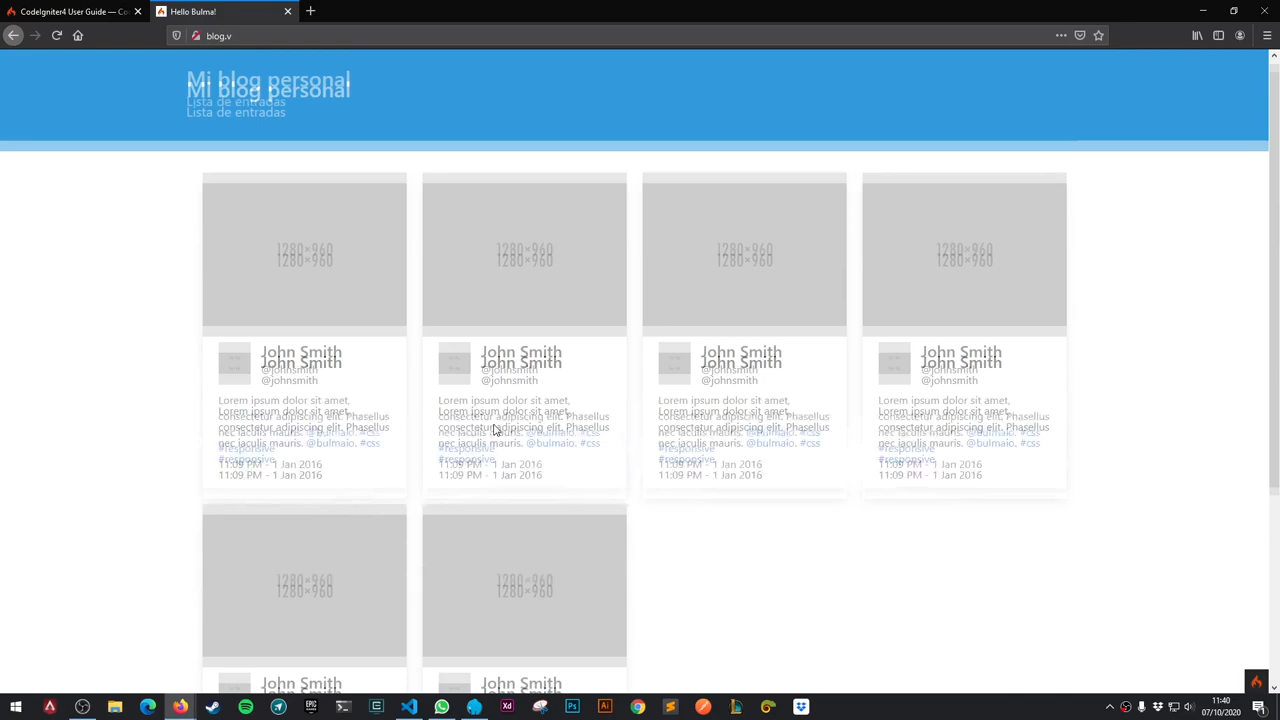 CodeIgniter4 User Guide — Co
Hello Bulma!
blog.v
Mi blog personal
Lista de entradas
1280×960
1280×960
1280×960
1280×960
John Smith
@johnsmith
John Smith
@johnsmith
John Smith
@johnsmith
John Smith
@johnsmith
Lorem ipsum dolor sit amet,
consectetur adipiscing elit. Phasellus
nec iaculis mauris. @bulmaio. #css
#responsive
11:09 PM - 1 Jan 2016
Lorem ipsum dolor sit amet,
consectetur adipiscing elit. Phasellus
nec iaculis mauris. @bulmaio. #css
#responsive
11:09 PM - 1 Jan 2016
Lorem ipsum dolor sit amet,
consectetur adipiscing elit. Phasellus
nec iaculis mauris. @bulmaio. #css
#responsive
11:09 PM - 1 Jan 2016
Lorem ipsum dolor sit amet,
consectetur adipiscing elit. Phasellus
nec iaculis mauris. @bulmaio. #css
#responsive
11:09 PM - 1 Jan 2016
1280×960
1280×960
John Smith
John Smith
11:40
07/10/2020